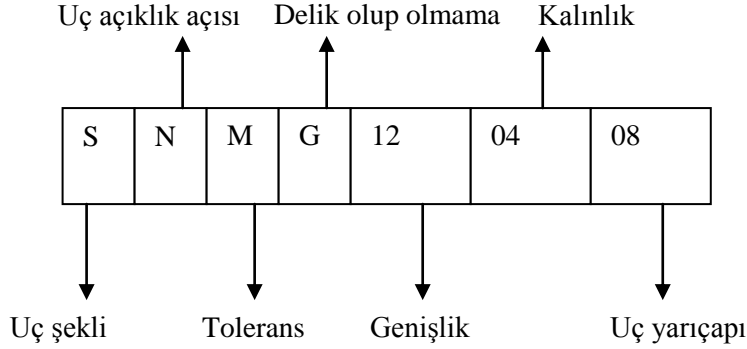 Uç açıklık açısı Delik olup olmama Kalınlık
S N M G 12 04 08
Uç şekli Tolerans Genişlik Uç yarıçapı